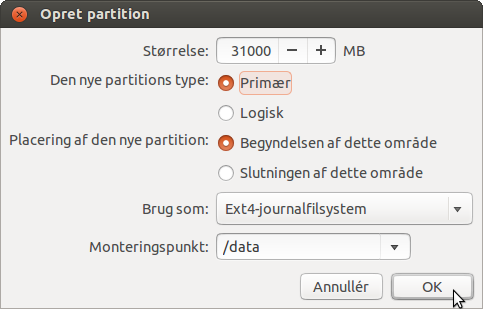 Opret partition
Størrelse: 31000 MB
Den nye partitions type: Primær
Logisk
Placering af den nye partition: Begyndelsen af dette område
Slutningen af dette område
Brug som: Ext4-journalfilsystem
Monteringspunkt: /data
Annullér OK